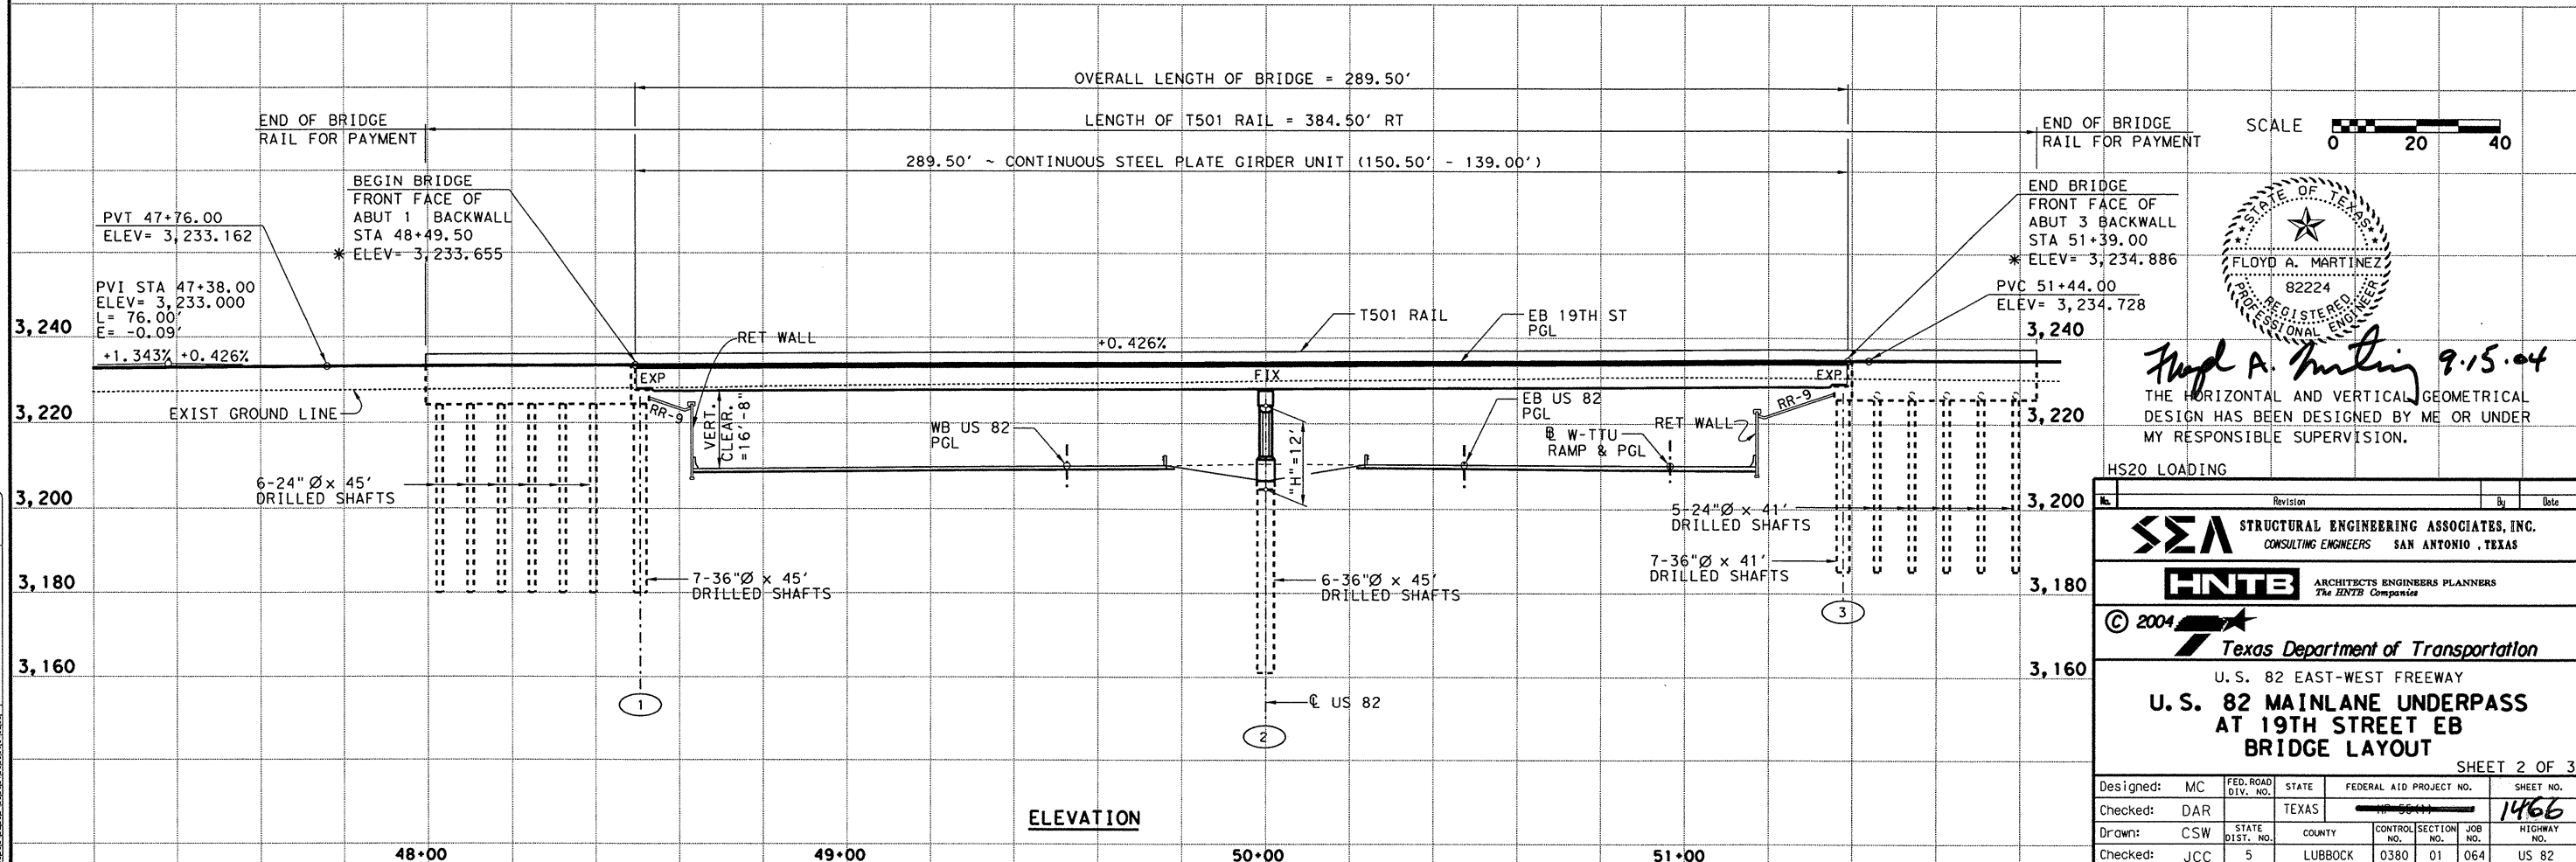 OVERALL LENGTH OF BRIDGE = 289.50'
END OF BRIDGE
RAIL FOR PAYMENT
LENGTH OF T501 RAIL = 384.50' RT
END OF BRIDGE
RAIL FOR PAYMENT
SCALE
0 20 40
289.50' ~ CONTINUOUS STEEL PLATE GIRDER UNIT (150.50' - 139.00')
BEGIN BRIDGE
FRONT FACE OF
ABUT 1 BACKWALL
STA 48+49.50
* ELEV= 3,233.655
END BRIDGE
FRONT FACE OF
ABUT 3 BACKWALL
STA 51+39.00
* ELEV= 3,234.886
PVT 47+76.00
ELEV= 3,233.162
PVI STA 47+38.00
ELEV= 3,233.000
L= 76.00'
E= -0.09'
+1.343% +0.426%
PVC 51+44.00
ELEV= 3,234.728
STATE OF TEXAS
FLOYD A. MARTINEZ
82224
REGISTERED
PROFESSIONAL ENGINEER
Floyd A. Martinez 9.15.04
THE HORIZONTAL AND VERTICAL GEOMETRICAL
DESIGN HAS BEEN DESIGNED BY ME OR UNDER
MY RESPONSIBLE SUPERVISION.
HS20 LOADING
3,240
3,220
3,200
3,180
3,160
RET WALL
+0.426%
T501 RAIL
EB 19TH ST
PGL
EXP
FIX
EXP
EXIST GROUND LINE
RR-9
VERT.
CLEAR.
=16'-8"
WB US 82
PGL
"H"=12'
EB US 82
PGL
℄ W-TTU
RAMP & PGL
RET WALL
RR-9
6-24" Ø x 45'
DRILLED SHAFTS
7-36"Ø x 45'
DRILLED SHAFTS
6-36"Ø x 45'
DRILLED SHAFTS
5-24"Ø x 41'
DRILLED SHAFTS
7-36"Ø x 41'
DRILLED SHAFTS
3,240
3,220
3,200
3,180
3,160
1
2
3
℄ US 82
ELEVATION
48+00 49+00 50+00 51+00
No. Revision By Date
SEA STRUCTURAL ENGINEERING ASSOCIATES, INC.
CONSULTING ENGINEERS SAN ANTONIO , TEXAS
HNTB ARCHITECTS ENGINEERS PLANNERS
The HNTB Companies
© 2004
Texas Department of Transportation
U.S. 82 EAST-WEST FREEWAY
U.S. 82 MAINLANE UNDERPASS
AT 19TH STREET EB
BRIDGE LAYOUT
SHEET 2 OF 3
Designed: MC FED.ROAD DIV. NO. STATE FEDERAL AID PROJECT NO. SHEET NO.
Checked: DAR TEXAS 1466
Drawn: CSW STATE DIST. NO. COUNTY CONTROL NO. SECTION NO. JOB NO. HIGHWAY NO.
Checked: JCC 5 LUBBOCK 0380 01 064 US 82